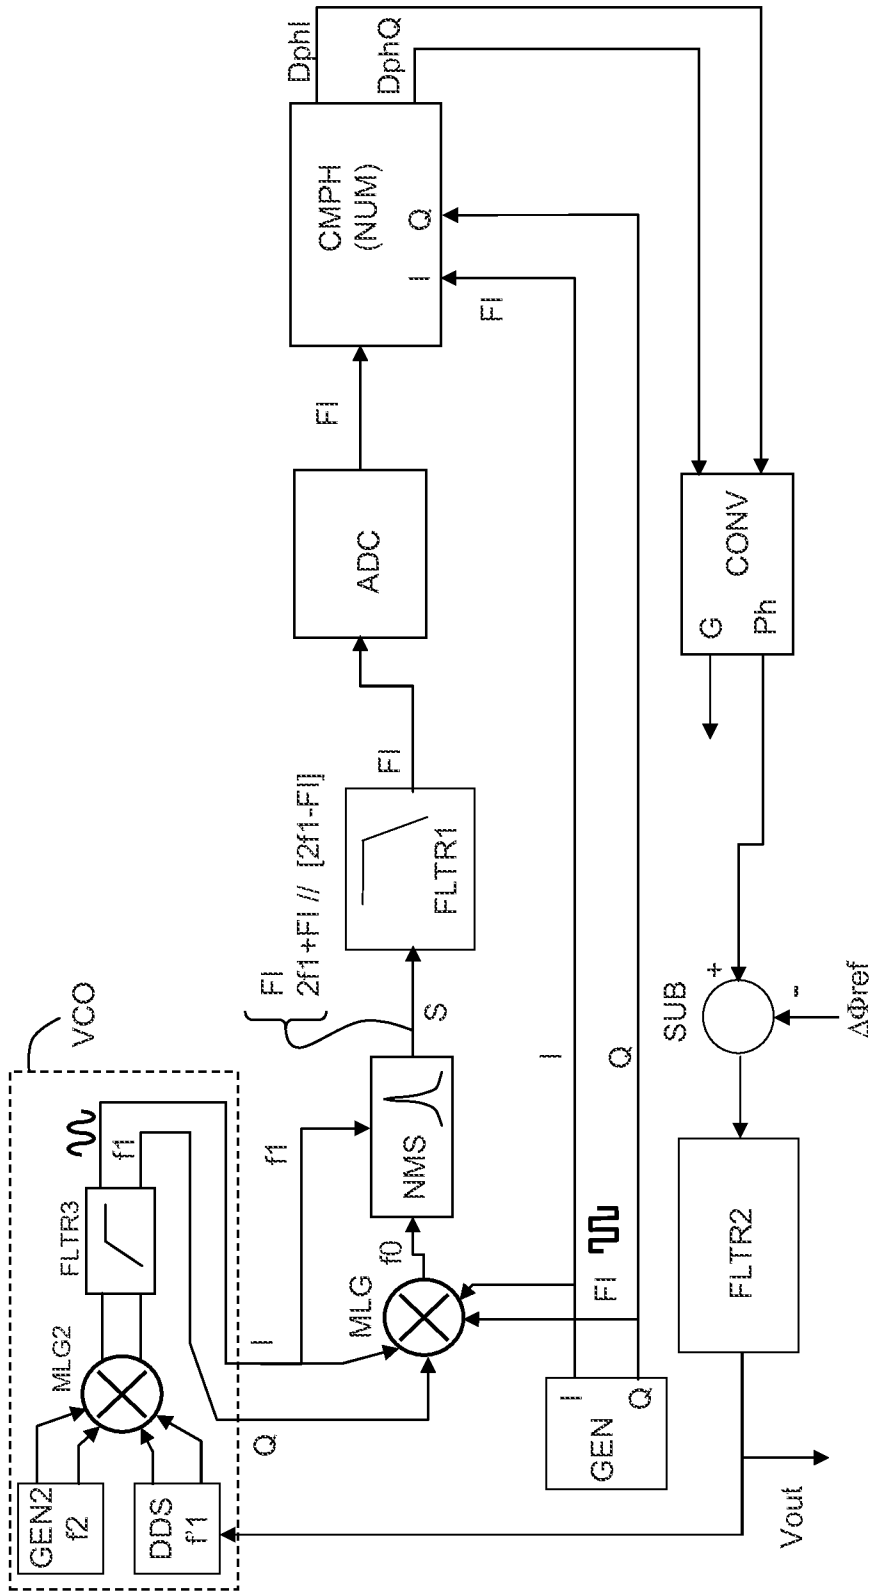 VCO
GEN2
f2
DDS
f'1
MLG2
FLTR3
f1
I
Q
f1
MLG
f0
NMS
S
FI
2f1+FI // [2f1-FI]
FLTR1
FI
ADC
FI
CMPH
(NUM)
I
Q
DphI
DphQ
FI
GEN
I
Q
FI
I
Q
CONV
G
Ph
SUB
+
-
ΔΦref
FLTR2
Vout